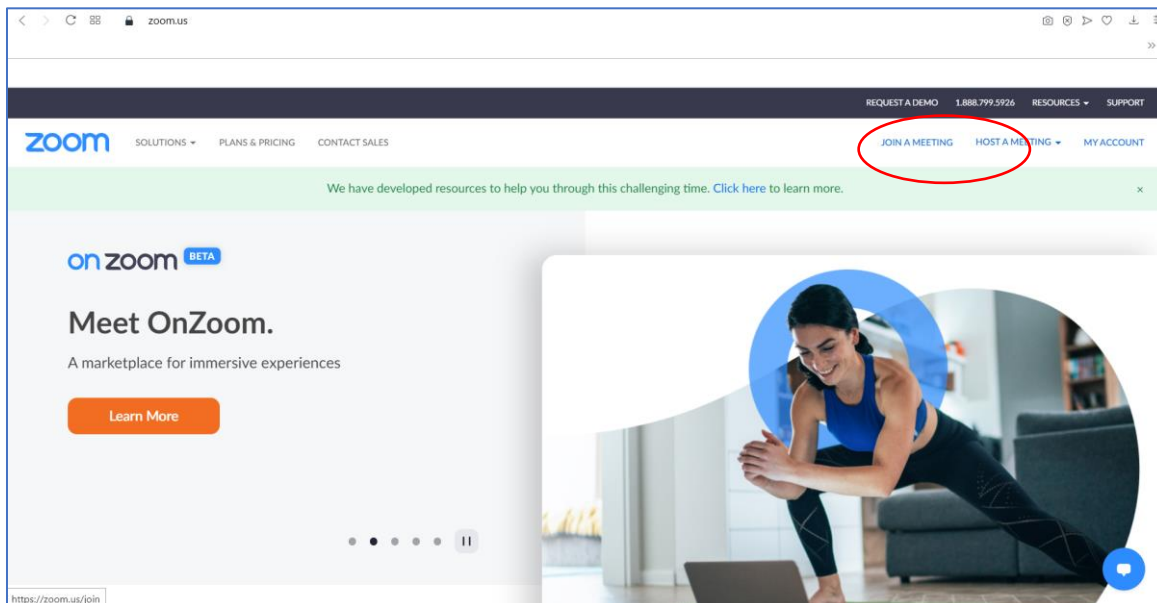 zoom.us
REQUEST A DEMO 1.888.799.5926 RESOURCES SUPPORT
zoom SOLUTIONS PLANS & PRICING CONTACT SALES JOIN A MEETING HOST A MEETING MY ACCOUNT
We have developed resources to help you through this challenging time. Click here to learn more. ×
on zoom BETA
Meet OnZoom.
A marketplace for immersive experiences
Learn More
https://zoom.us/join